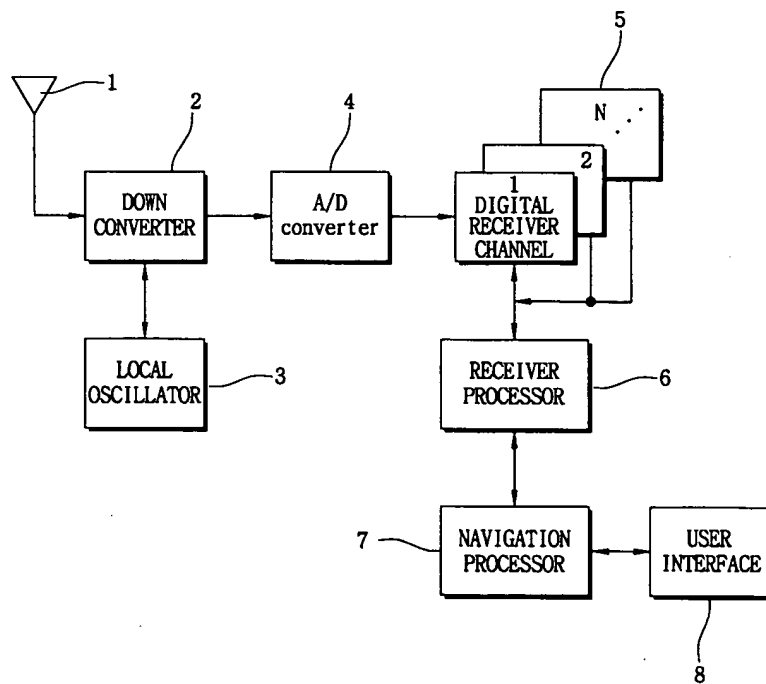 5
1
2
4
N
2
DOWN
CONVERTER
A/D
converter
1
DIGITAL
RECEIVER
CHANNEL
LOCAL
OSCILLATOR
3
RECEIVER
PROCESSOR
6
7
NAVIGATION
PROCESSOR
USER
INTERFACE
8